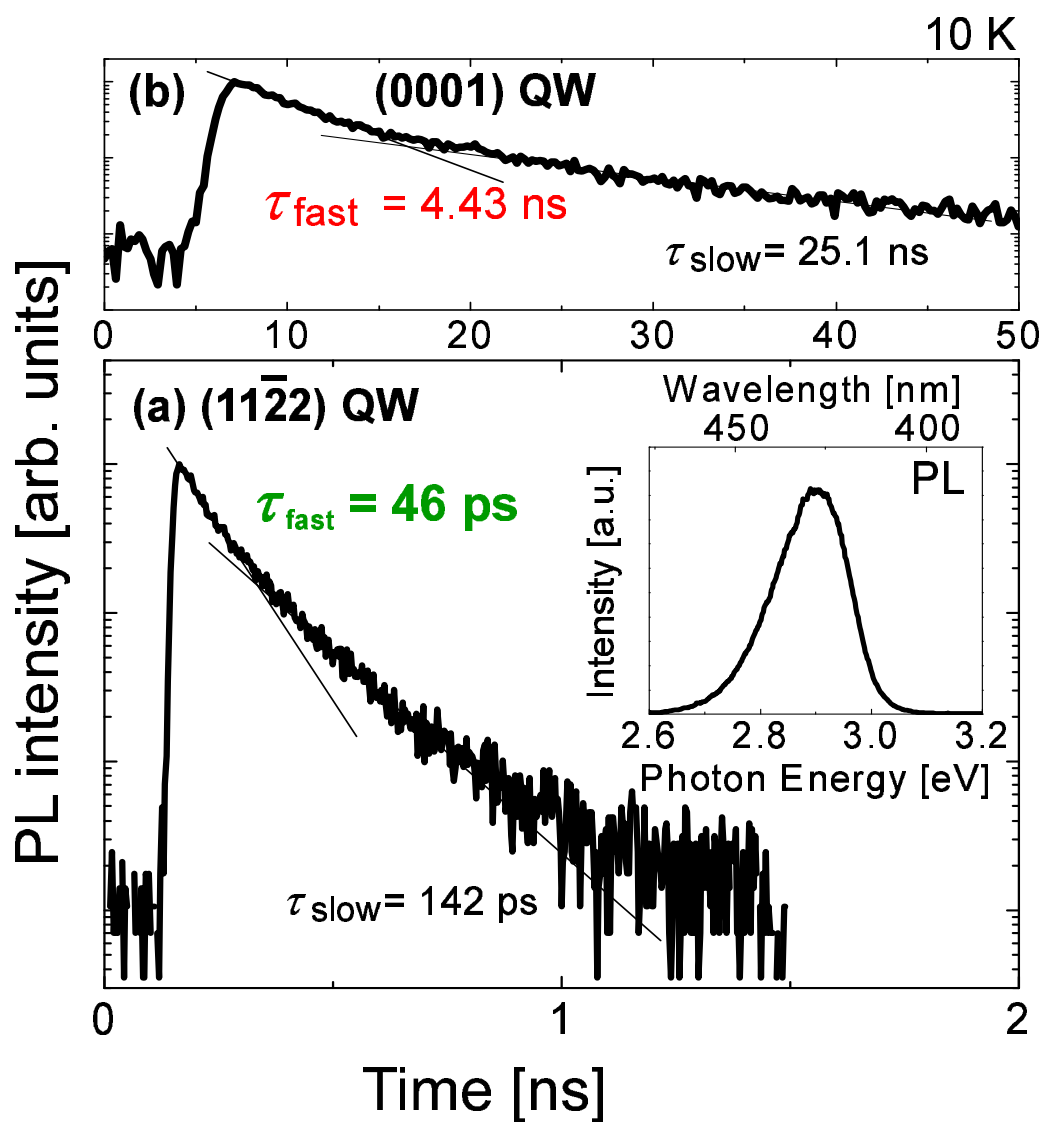 10 K
(b) (0001) QW
τfast = 4.43 ns
τslow= 25.1 ns
0 10 20 30 40 50
PL intensity [arb. units]
(a) (112̅2) QW
τfast = 46 ps
τslow= 142 ps
Wavelength [nm]
450 400
PL
Intensity [a.u.]
2.6 2.8 3.0 3.2
Photon Energy [eV]
0 1 2
Time [ns]